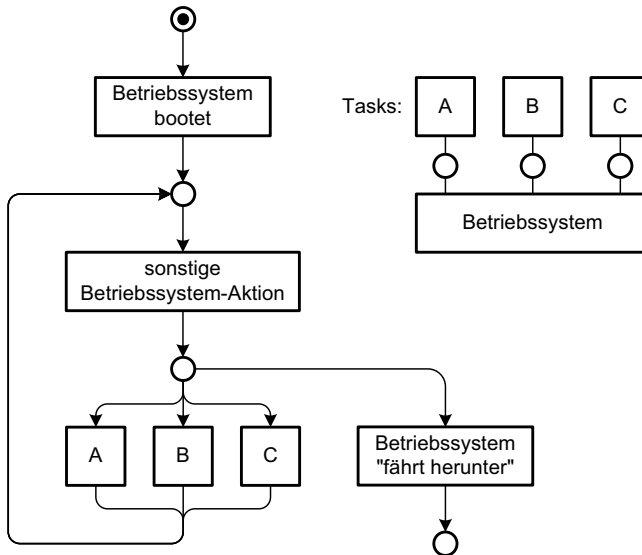 Betriebssystem
bootet
Tasks:
A
B
C
Betriebssystem
sonstige
Betriebssystem-Aktion
A
B
C
Betriebssystem
"fährt herunter"